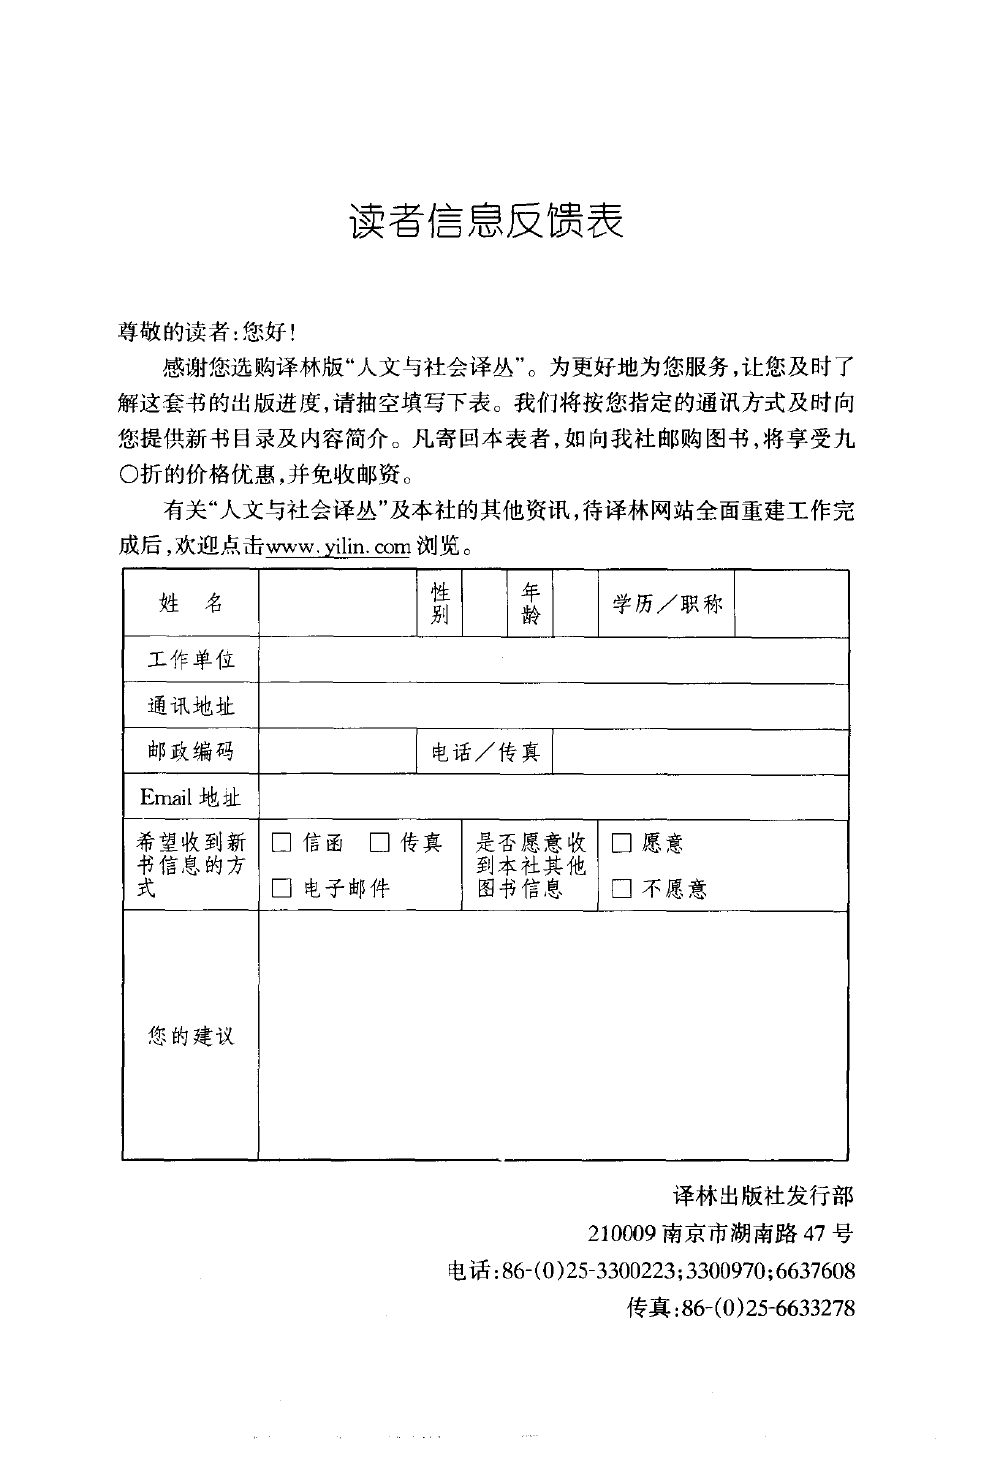 读者信息反馈表
尊敬的读者:您好!
感谢您选购译林版“人文与社会译丛”。为更好地为您服务,让您及时了
解这套书的出版进度,请抽空填写下表。我们将按您指定的通讯方式及时向
您提供新书目录及内容简介。凡寄回本表者,如向我社邮购图书,将享受九
〇折的价格优惠,并免收邮资。
有关“人文与社会译丛”及本社的其他资讯,待译林网站全面重建工作完
成后,欢迎点击www.yilin.com浏览。
姓 名 性别 年龄 学历/职称
工作单位
通讯地址
邮政编码 电话/传真
Email 地址
希望收到新 □ 信函 □ 传真 是否愿意收 □ 愿意
书信息的方 到本社其他
式 □ 电子邮件 图书信息 □ 不愿意
您的建议
译林出版社发行部
210009 南京市湖南路 47 号
电话:86-(0)25-3300223;3300970;6637608
传真:86-(0)25-6633278